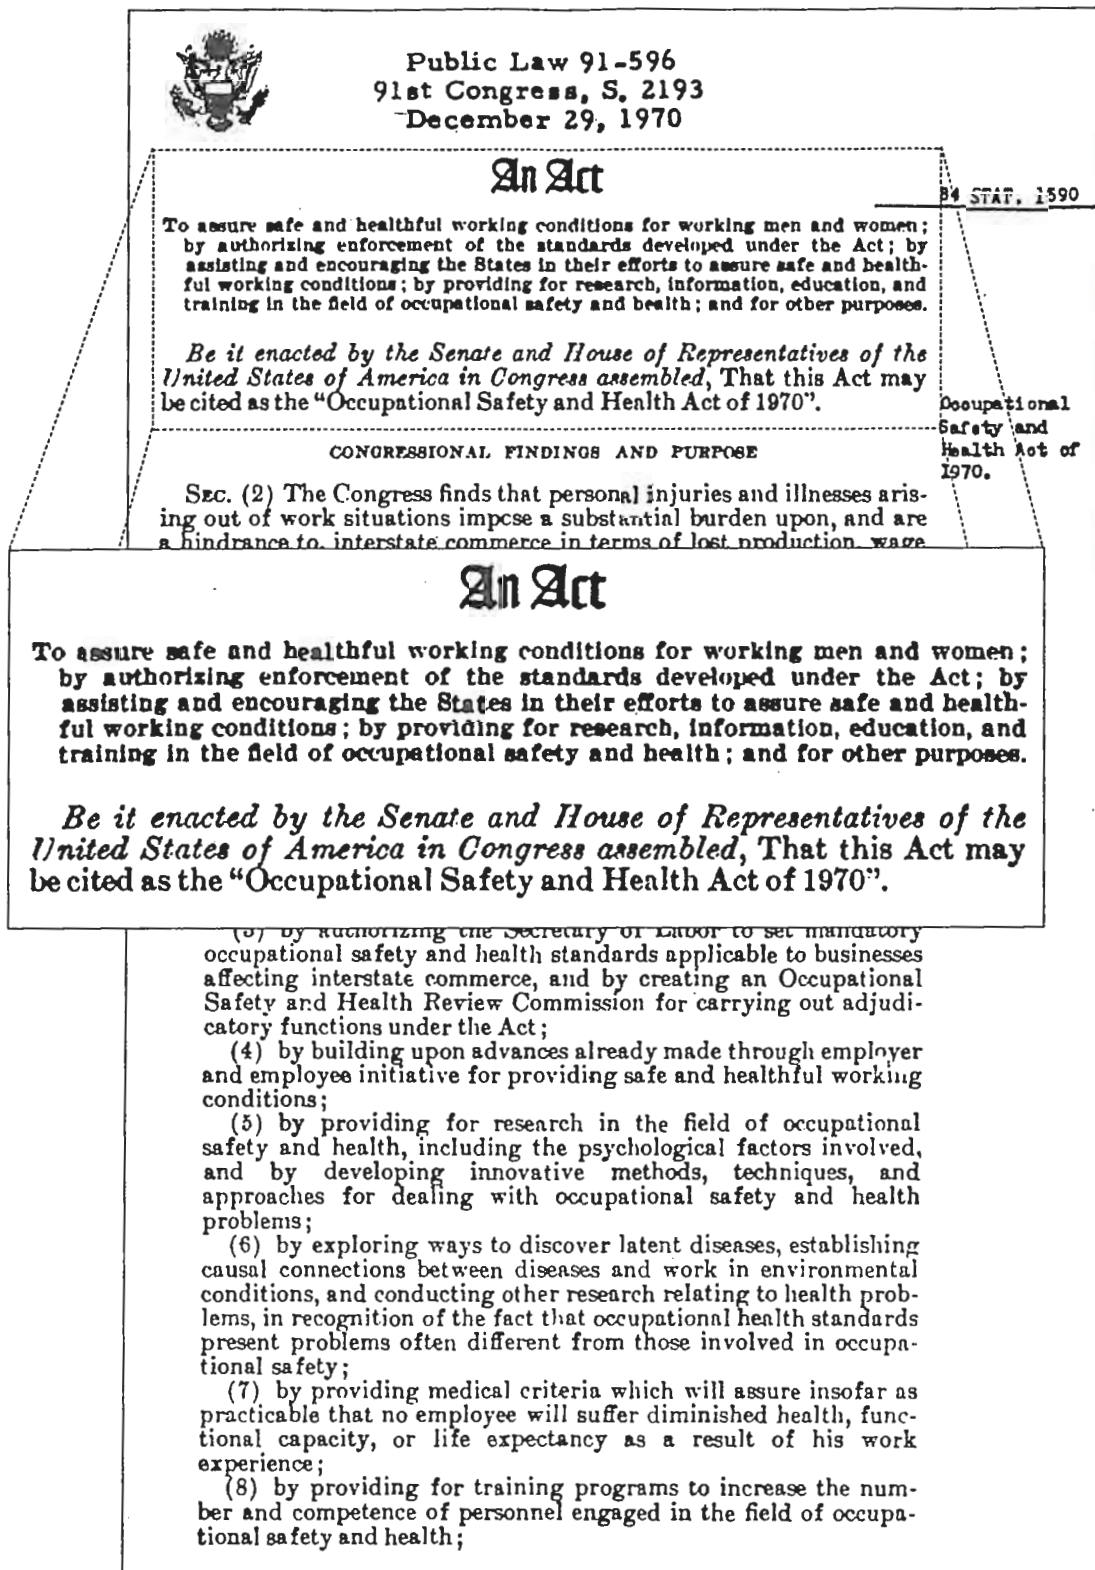 Public Law 91-596
91st Congress, S. 2193
December 29, 1970
An Act
84 STAT. 1590
To assure safe and healthful working conditions for working men and women;
by authorizing enforcement of the standards developed under the Act; by
assisting and encouraging the States in their efforts to assure safe and health-
ful working conditions; by providing for research, information, education, and
training in the field of occupational safety and health; and for other purposes.
Be it enacted by the Senate and House of Representatives of the
United States of America in Congress assembled, That this Act may
be cited as the “Occupational Safety and Health Act of 1970”.
Occupational
Safety and
Health Act of
1970.
CONGRESSIONAL FINDINGS AND PURPOSE
SEC. (2) The Congress finds that personal injuries and illnesses aris-
ing out of work situations impose a substantial burden upon, and are
a hindrance to, interstate commerce in terms of lost production, wage
An Act
To assure safe and healthful working conditions for working men and women;
by authorizing enforcement of the standards developed under the Act; by
assisting and encouraging the States in their efforts to assure safe and health-
ful working conditions; by providing for research, information, education, and
training in the field of occupational safety and health; and for other purposes.
Be it enacted by the Senate and House of Representatives of the
United States of America in Congress assembled, That this Act may
be cited as the “Occupational Safety and Health Act of 1970”.
(3) by authorizing the Secretary of Labor to set mandatory
occupational safety and health standards applicable to businesses
affecting interstate commerce, and by creating an Occupational
Safety and Health Review Commission for carrying out adjudi-
catory functions under the Act;
(4) by building upon advances already made through employer
and employee initiative for providing safe and healthful working
conditions;
(5) by providing for research in the field of occupational
safety and health, including the psychological factors involved,
and by developing innovative methods, techniques, and
approaches for dealing with occupational safety and health
problems;
(6) by exploring ways to discover latent diseases, establishing
causal connections between diseases and work in environmental
conditions, and conducting other research relating to health prob-
lems, in recognition of the fact that occupational health standards
present problems often different from those involved in occupa-
tional safety;
(7) by providing medical criteria which will assure insofar as
practicable that no employee will suffer diminished health, func-
tional capacity, or life expectancy as a result of his work
experience;
(8) by providing for training programs to increase the num-
ber and competence of personnel engaged in the field of occupa-
tional safety and health;